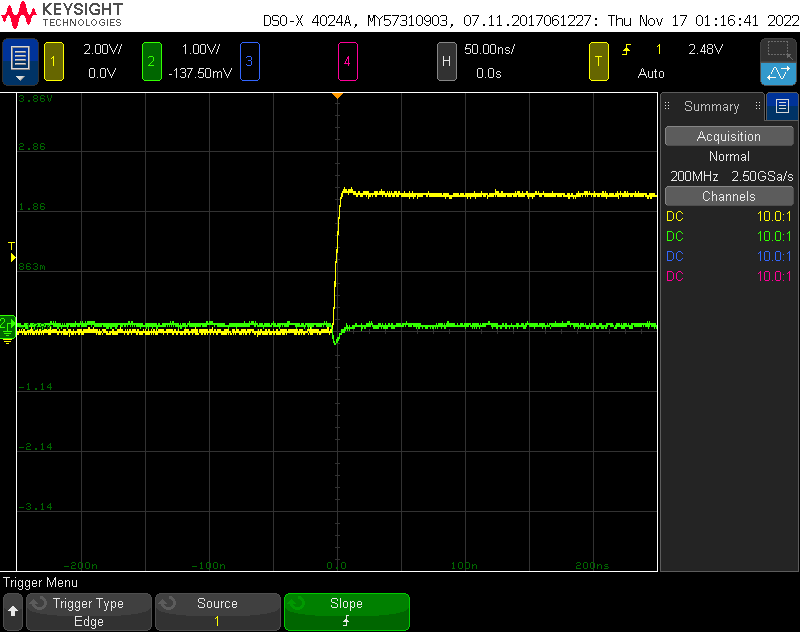 KEYSIGHT
TECHNOLOGIES
DSO-X 4024A, MY57310903, 07.11.2017061227: Thu Nov 17 01:16:41 2022
1 2.00V/ 2 1.00V/ 3 4 H 50.00ns/ T 1 2.48V
0.0V -137.50mV 0.0s Auto
3.86V
2.86
1.86
T
863m
2
-1.14
-2.14
-3.14
-200n -100n 0.0 100n 200ns
Summary
Acquisition
Normal
200MHz 2.50GSa/s
Channels
DC 10.0:1
DC 10.0:1
DC 10.0:1
DC 10.0:1
Trigger Menu
Trigger Type
Edge
Source
1
Slope